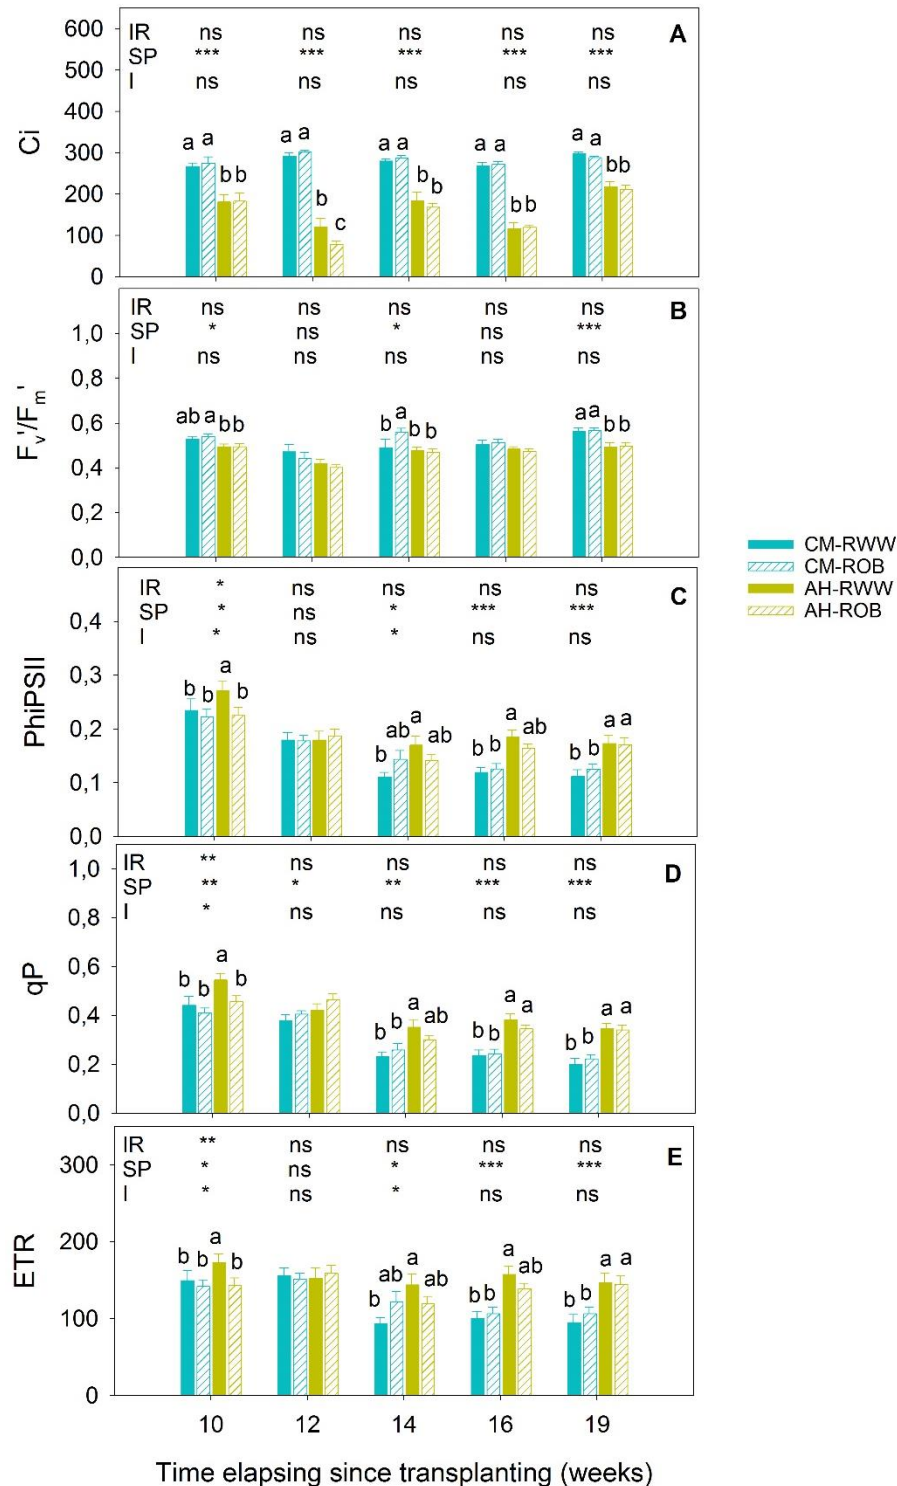 600 IR ns ns ns ns ns A
SP *** *** *** *** ***
500
I ns ns ns ns ns
400
Ci
300 a a a a a a a a a a
200 b b b c b b b b b b
100
0
IR ns ns ns ns ns B
1,0 SP * ns * ns ***
I ns ns ns ns ns
0,8
Fv'/Fm'
0,6 ab a b b b a b b a a b b
0,4
0,2
0,0
IR * ns ns ns ns C
SP * ns * *** ***
0,4
I * ns * ns ns
PhiPSII
0,3 b b a b
0,2 b ab a ab b b a ab b b a a
0,1
0,0
CM-RWW
CM-ROB
AH-RWW
AH-ROB
1,0 IR ** ns ns ns ns D
SP ** * ** *** ***
0,8 I * ns ns ns ns
qP
0,6 b b a b
0,4 b b a ab b b a a b b a a
0,2
0,0
IR ** ns ns ns ns E
300 SP * ns * *** ***
I * ns * ns ns
ETR
200 b b a b b ab a ab b b a ab b b a a
100
0
10 12 14 16 19
Time elapsing since transplanting (weeks)